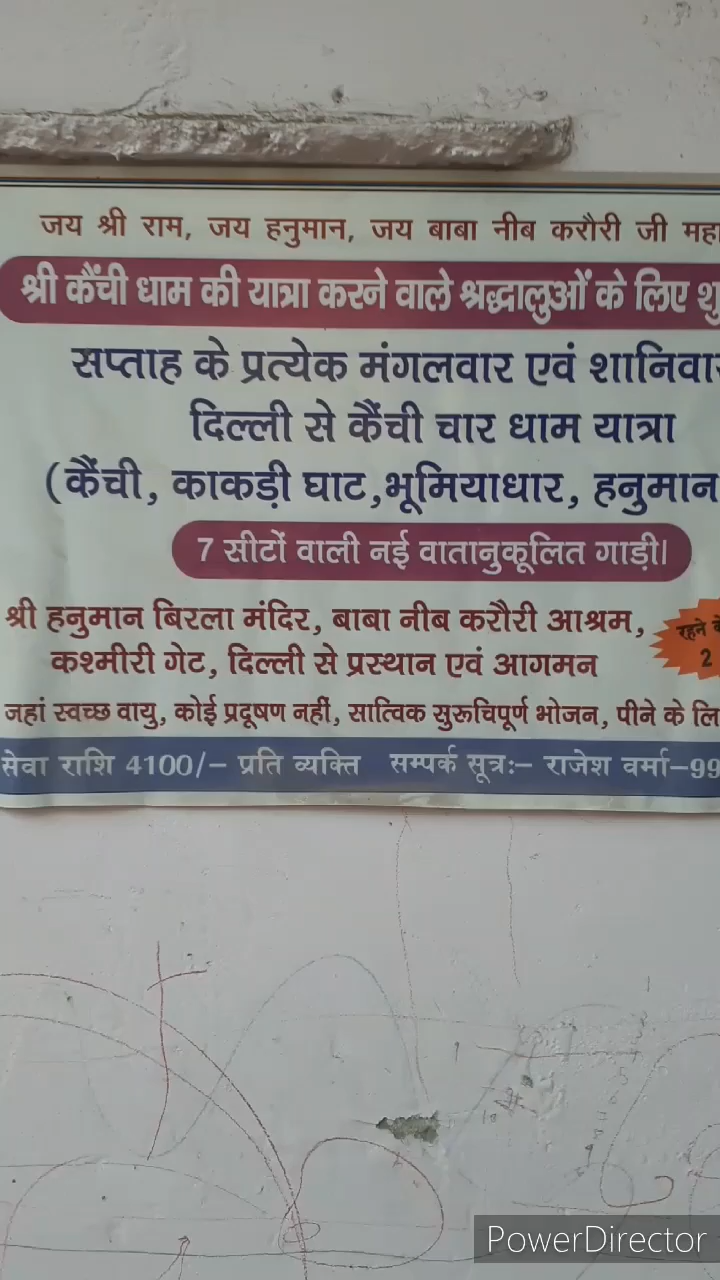 जय श्री राम, जय हनुमान, जय बाबा नीब करौरी जी
श्री कैंची धाम की यात्रा करने वाले श्रद्धालुओं के लिए
सप्ताह के प्रत्येक मंगलवार एवं
दिल्ली से कैंची चार धाम यात्रा
(कैंची, काकड़ी घाट,भूमियाधार, हनुमान
7 सीटों वाली नई वातानुकूलित गाड़ी।
श्री हनुमान बिरला मंदिर, बाबा नीब करौरी आश्रम,
रहने
कश्मीरी गेट, दिल्ली से प्रस्थान एवं आगमन
2
जहां स्वच्छ वायु, कोई प्रदूषण नहीं, सात्विक सुरूचिपूर्ण भोजन, पीने के
सेवा राशि 4100/- प्रति व्यक्ति सम्पर्क सूत्रः- राजेश वर्मा-99
PowerDirector